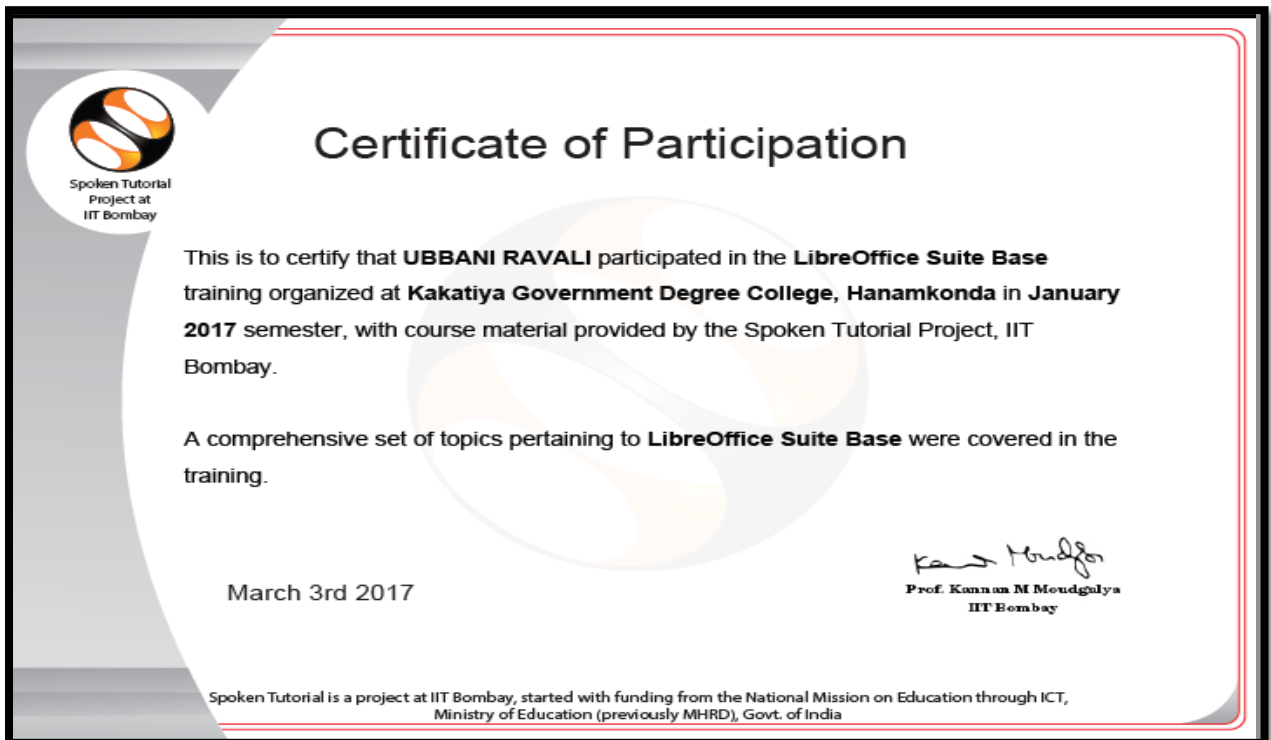 Spoken Tutorial
Project at
IIT Bombay
Certificate of Participation
This is to certify that UBBANI RAVALI participated in the LibreOffice Suite Base
training organized at Kakatiya Government Degree College, Hanamkonda in January
2017 semester, with course material provided by the Spoken Tutorial Project, IIT
Bombay.
A comprehensive set of topics pertaining to LibreOffice Suite Base were covered in the
training.
March 3rd 2017
Prof. Kannan M Moudgalya
IIT Bombay
Spoken Tutorial is a project at IIT Bombay, started with funding from the National Mission on Education through ICT,
Ministry of Education (previously MHRD), Govt. of India